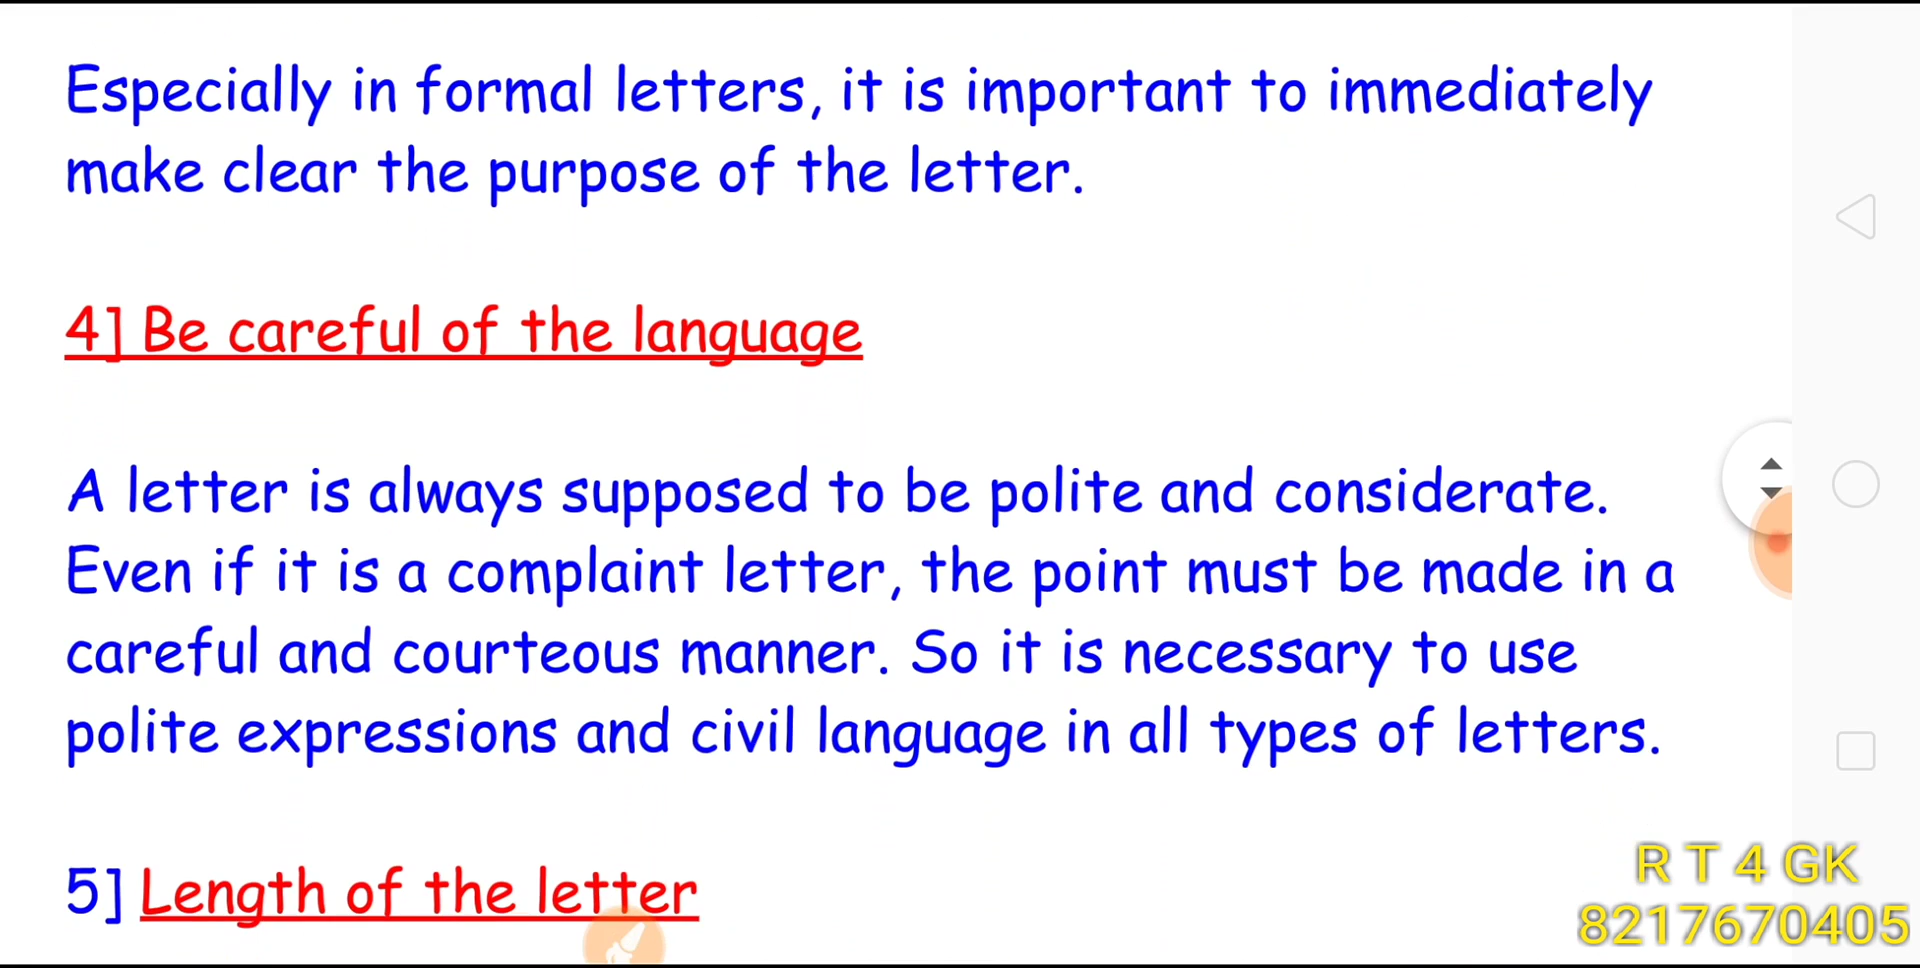 Especially in formal letters, it is important to immediately
make clear the purpose of the letter.
4] Be careful of the language
A letter is always supposed to be polite and considerate.
Even if it is a complaint letter, the point must be made in a
careful and courteous manner. So it is necessary to use
polite expressions and civil language in all types of letters.
5] Length of the letter
R T 4 GK
8217670405